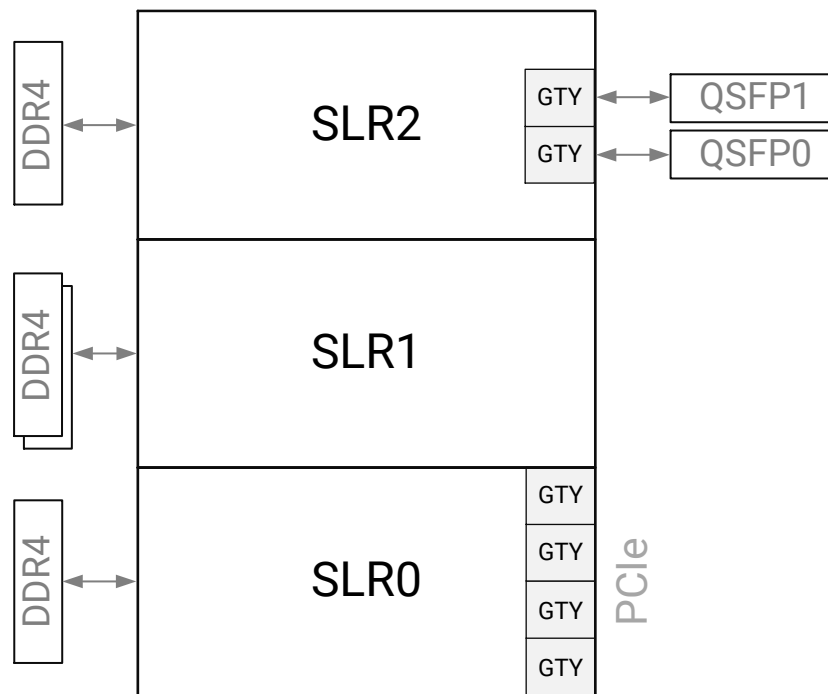 DDR4
SLR2
GTY
QSFP1
GTY
QSFP0
DDR4
SLR1
DDR4
SLR0
GTY
GTY
GTY
GTY
PCIe